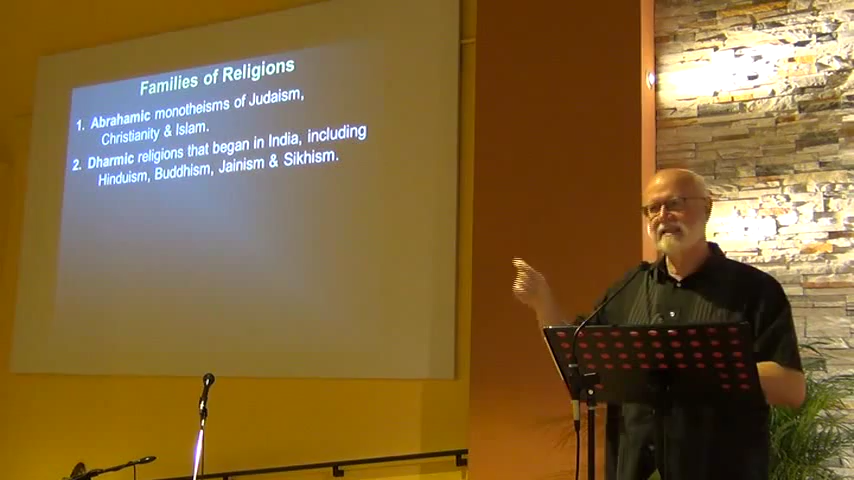 Families of Religions
1. Abrahamic monotheisms of Judaism,
Christianity & Islam.
2. Dharmic religions that began in India, including
Hinduism, Buddhism, Jainism & Sikhism.